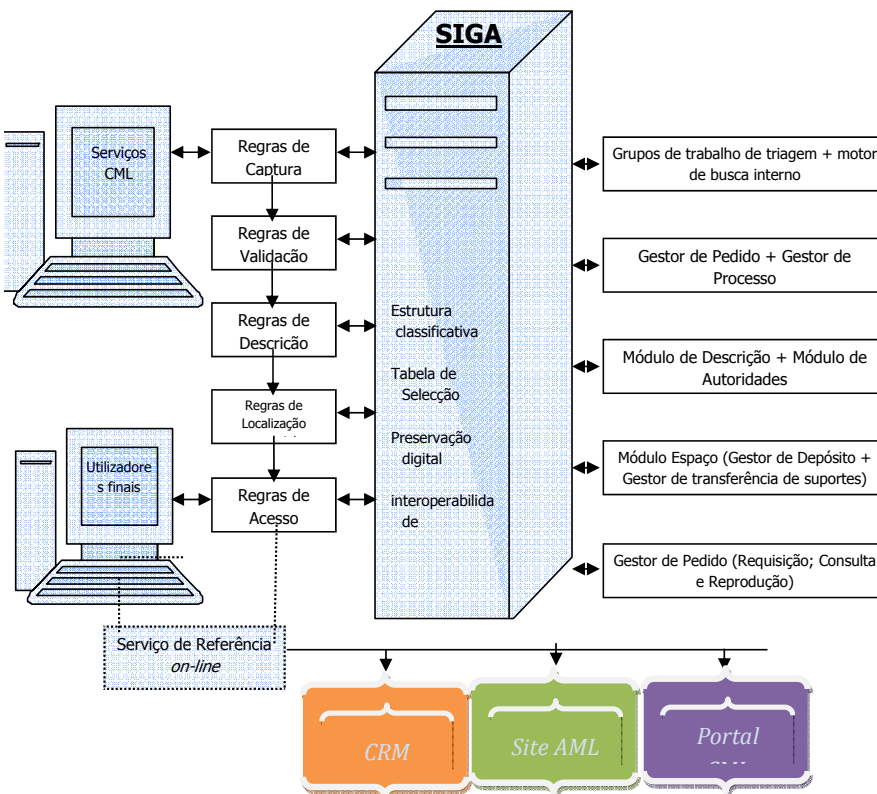 SIGA
Serviços
CML
Regras de
Captura
Regras de
Validação
Regras de
Descrição
Regras de
Localização
Regras de
Acesso
Utilizadore
s finais
Estrutura
classificativa
Tabela de
Selecção
Preservação
digital
interoperabilida
de
Grupos de trabalho de triagem + motor
de busca interno
Gestor de Pedido + Gestor de
Processo
Módulo de Descrição + Módulo de
Autoridades
Módulo Espaço (Gestor de Depósito +
Gestor de transferência de suportes)
Gestor de Pedido (Requisição; Consulta
e Reprodução)
Serviço de Referência
on-line
CRM
Site AML
Portal